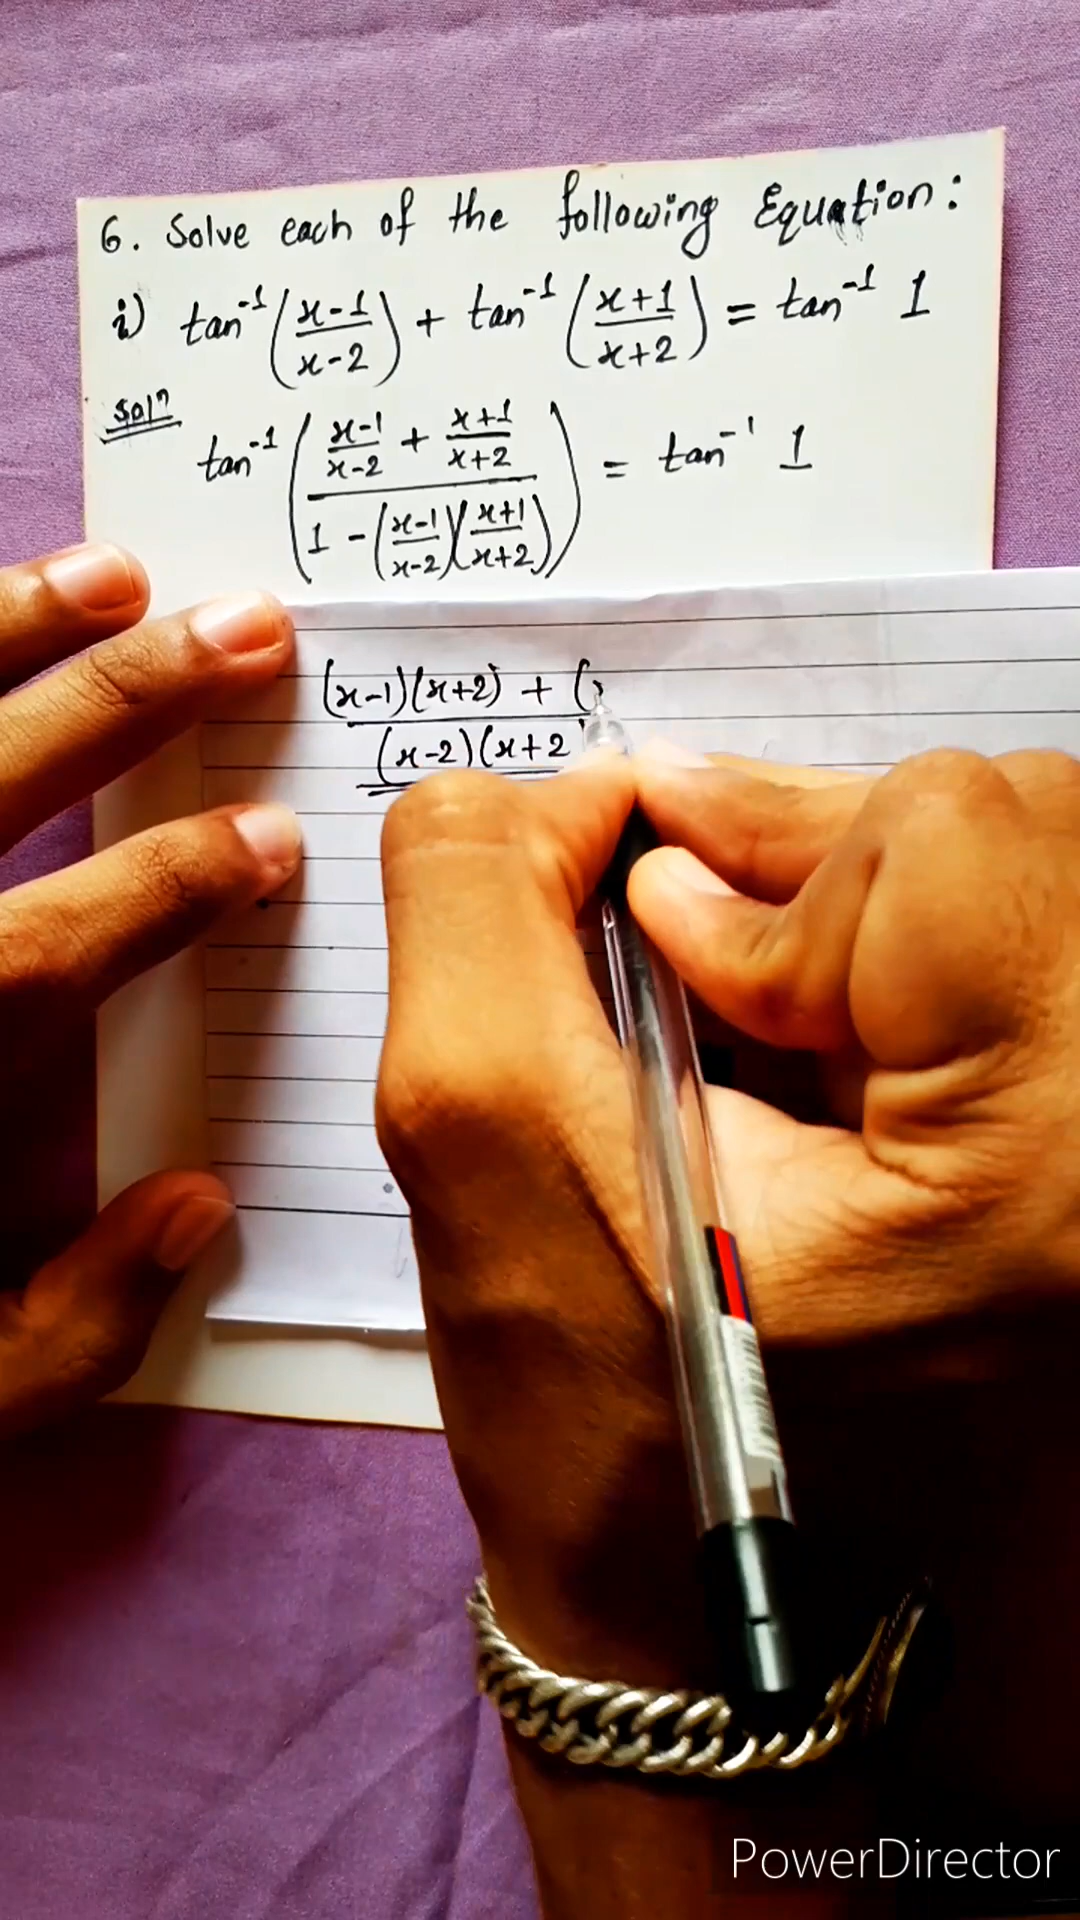 6. Solve each of the following Equation:
i) tan⁻¹ ((x-1)/(x-2)) + tan⁻¹ ((x+1)/(x+2)) = tan⁻¹ 1
Solⁿ
tan⁻¹ (((x-1)/(x-2) + (x+1)/(x+2)) / (1 - ((x-1)/(x-2))((x+1)/(x+2)))) = tan⁻¹ 1
(x-1)(x+2) + (
(x-2)(x+2
PowerDirector